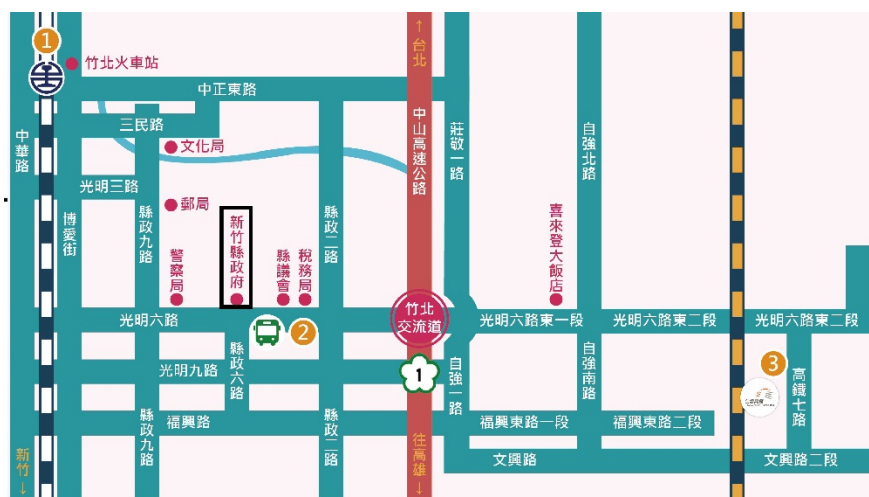 1
竹北火車站
中正東路
↑台北
三民路
文化局
中華路
中山高速公路
莊敬一路
自強北路
光明三路
郵局
博愛街
縣政九路
新竹縣政府
縣政二路
喜來登大飯店
警察局
縣議會
稅務局
光明六路
2
竹北
交流道
光明六路東一段
光明六路東二段
光明六路東二段
縣政六路
光明九路
1
自強一路
自強南路
3
高鐵七路
福興路
縣政九路
縣政二路
福興東路一段
福興東路二段
新竹↓
往高雄↓
文興路
文興路二段